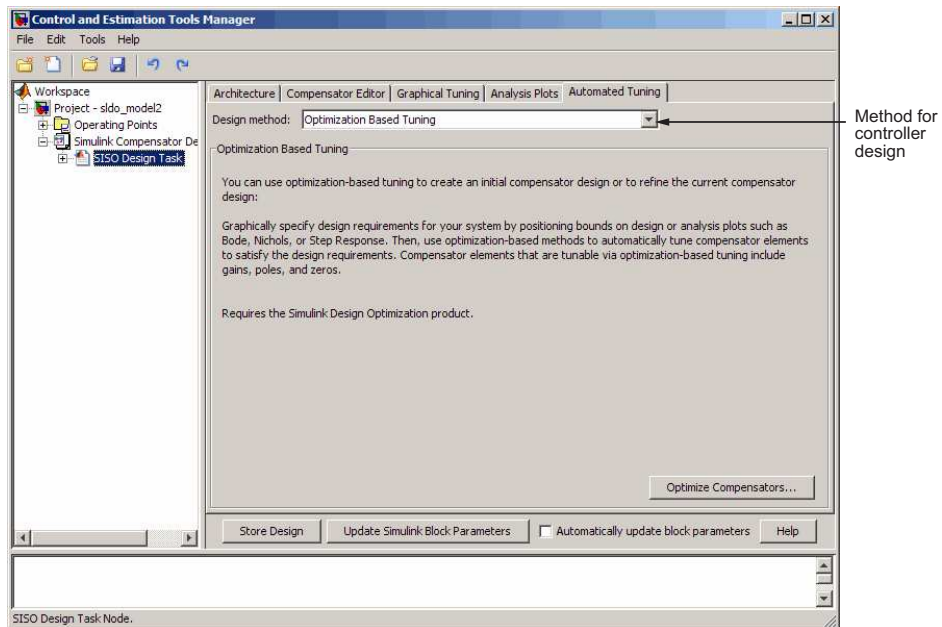 Control and Estimation Tools Manager
File Edit Tools Help
Workspace
Project - sldo_model2
Operating Points
Simulink Compensator De
SISO Design Task
Architecture Compensator Editor Graphical Tuning Analysis Plots Automated Tuning
Design method: Optimization Based Tuning
Method for
controller
design
Optimization Based Tuning
You can use optimization-based tuning to create an initial compensator design or to refine the current compensator
design:
Graphically specify design requirements for your system by positioning bounds on design or analysis plots such as
Bode, Nichols, or Step Response. Then, use optimization-based methods to automatically tune compensator elements
to satisfy the design requirements. Compensator elements that are tunable via optimization-based tuning include
gains, poles, and zeros.
Requires the Simulink Design Optimization product.
Optimize Compensators...
Store Design Update Simulink Block Parameters Automatically update block parameters Help
SISO Design Task Node.